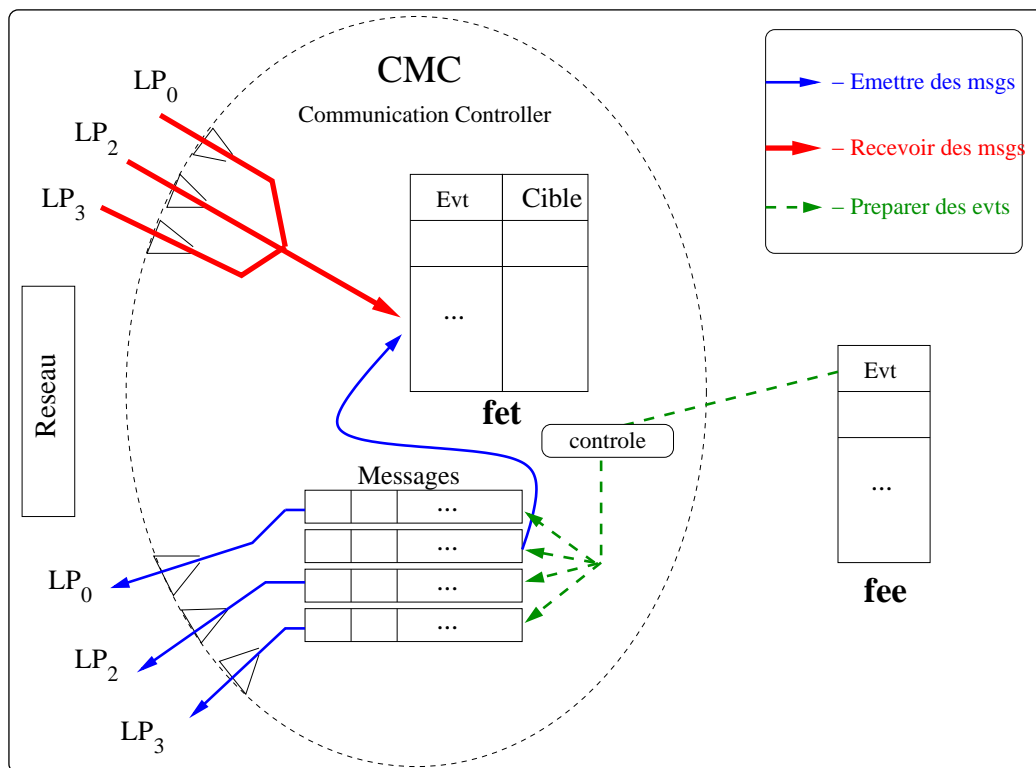 CMC
Communication Controller
LP0
LP2
LP3
– Emettre des msgs
– Recevoir des msgs
– Preparer des evts
Evt Cible
...
fet
Reseau
controle
Evt
...
fee
Messages
...
...
...
...
LP0
LP2
LP3